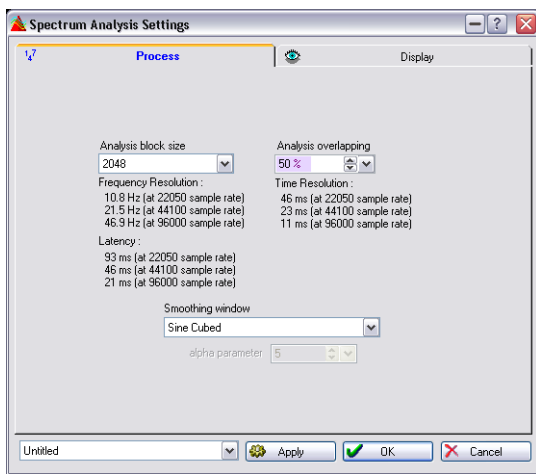 Spectrum Analysis Settings
Process
Display
Analysis block size
2048
Frequency Resolution :
10.8 Hz (at 22050 sample rate)
21.5 Hz (at 44100 sample rate)
46.9 Hz (at 96000 sample rate)
Latency :
93 ms (at 22050 sample rate)
46 ms (at 44100 sample rate)
21 ms (at 96000 sample rate)
Analysis overlapping
50 %
Time Resolution :
46 ms (at 22050 sample rate)
23 ms (at 44100 sample rate)
11 ms (at 96000 sample rate)
Smoothing window
Sine Cubed
alpha parameter 5
Untitled
Apply
OK
Cancel